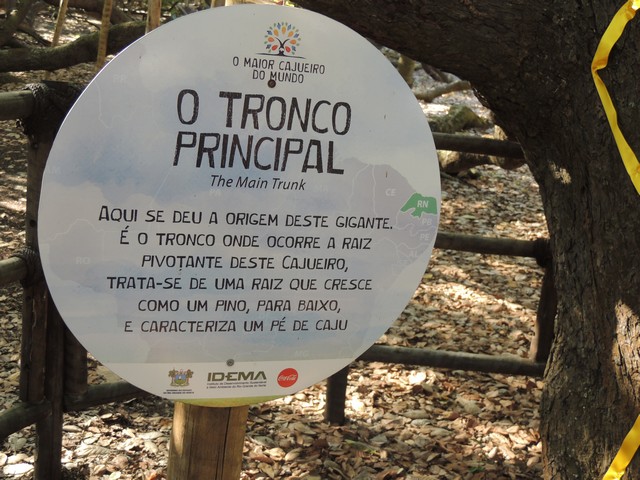 O MAIOR CAJUEIRO
DO MUNDO
O TRONCO
PRINCIPAL
The Main Trunk
CE
RN
AQUI SE DEU A ORIGEM DESTE GIGANTE.
É O TRONCO ONDE OCORRE A RAIZ
PIVOTANTE DESTE CAJUEIRO,
TRATA-SE DE UMA RAIZ QUE CRESCE
COMO UM PINO, PARA BAIXO,
E CARACTERIZA UM PÉ DE CAJU
IDEMA
Coca-Cola